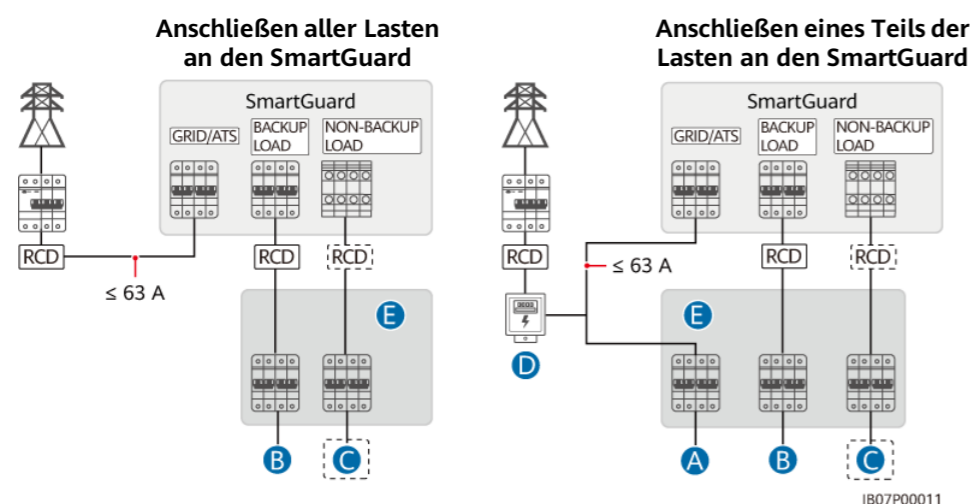 Anschließen aller Lasten
an den SmartGuard
SmartGuard
GRID/ATS
BACKUP
LOAD
NON-BACKUP
LOAD
RCD
RCD
RCD
≤ 63 A
E
B
C
Anschließen eines Teils der
Lasten an den SmartGuard
SmartGuard
GRID/ATS
BACKUP
LOAD
NON-BACKUP
LOAD
RCD
RCD
RCD
≤ 63 A
E
D
A
B
C
IB07P00011